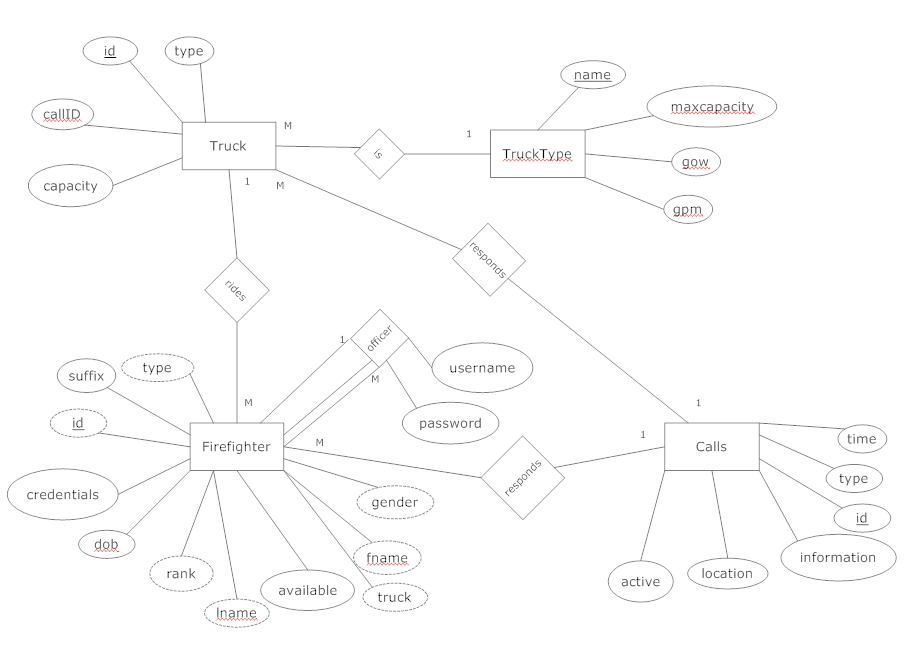 id
type
name
callID
maxcapacity
M
1
Truck
is
TruckType
gow
capacity
1
M
gpm
responds
rides
officer
1
type
suffix
username
M
M
1
id
password
M
1
time
Firefighter
Calls
type
responds
credentials
gender
id
dob
fname
information
rank
location
active
available
truck
lname